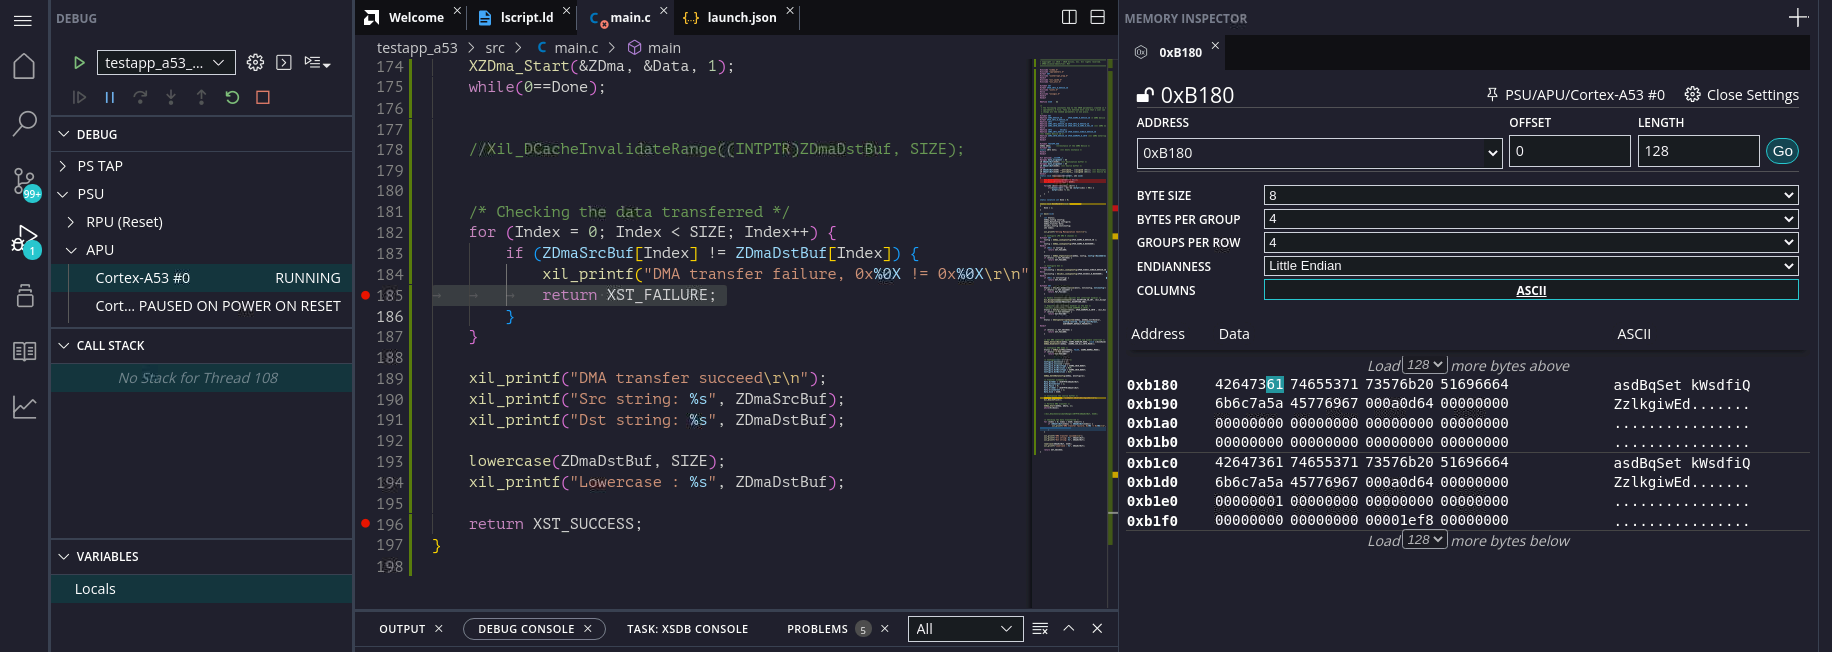 DEBUG
testapp_a53_...
DEBUG
PS TAP
PSU
RPU (Reset)
APU
Cortex-A53 #0 RUNNING
Cort... PAUSED ON POWER ON RESET
CALL STACK
No Stack for Thread 108
VARIABLES
Locals
99+
1
Welcome
lscript.ld
main.c
launch.json
testapp_a53 > src > main.c > main
174 XZDma_Start(&ZDma, &Data, 1);
175 while(0==Done);
176
177
178 //Xil_DCacheInvalidateRange((INTPTR)ZDmaDstBuf, SIZE);
179
180
181 /* Checking the data transferred */
182 for (Index = 0; Index < SIZE; Index++) {
183 if (ZDmaSrcBuf[Index] != ZDmaDstBuf[Index]) {
184 xil_printf("DMA transfer failure, 0x%0X != 0x%0X\r\n"
185 return XST_FAILURE;
186 }
187 }
188
189 xil_printf("DMA transfer succeed\r\n");
190 xil_printf("Src string: %s", ZDmaSrcBuf);
191 xil_printf("Dst string: %s", ZDmaDstBuf);
192
193 lowercase(ZDmaDstBuf, SIZE);
194 xil_printf("Lowercase : %s", ZDmaDstBuf);
195
196 return XST_SUCCESS;
197 }
198
OUTPUT
DEBUG CONSOLE
TASK: XSDB CONSOLE
PROBLEMS 5
All
MEMORY INSPECTOR
0xB180
0xB180
PSU/APU/Cortex-A53 #0
Close Settings
ADDRESS OFFSET LENGTH
0xB180 0 128 Go
BYTE SIZE 8
BYTES PER GROUP 4
GROUPS PER ROW 4
ENDIANNESS Little Endian
COLUMNS ASCII
Address Data ASCII
Load 128 more bytes above
0xb180 42647361 74655371 73576b20 51696664 asdBqSet kWsdfiQ
0xb190 6b6c7a5a 45776967 000a0d64 00000000 ZzlkgiwEd.......
0xb1a0 00000000 00000000 00000000 00000000 ................
0xb1b0 00000000 00000000 00000000 00000000 ................
0xb1c0 42647361 74655371 73576b20 51696664 asdBqSet kWsdfiQ
0xb1d0 6b6c7a5a 45776967 000a0d64 00000000 ZzlkgiwEd.......
0xb1e0 00000001 00000000 00000000 00000000 ................
0xb1f0 00000000 00000000 00001ef8 00000000 ................
Load 128 more bytes below